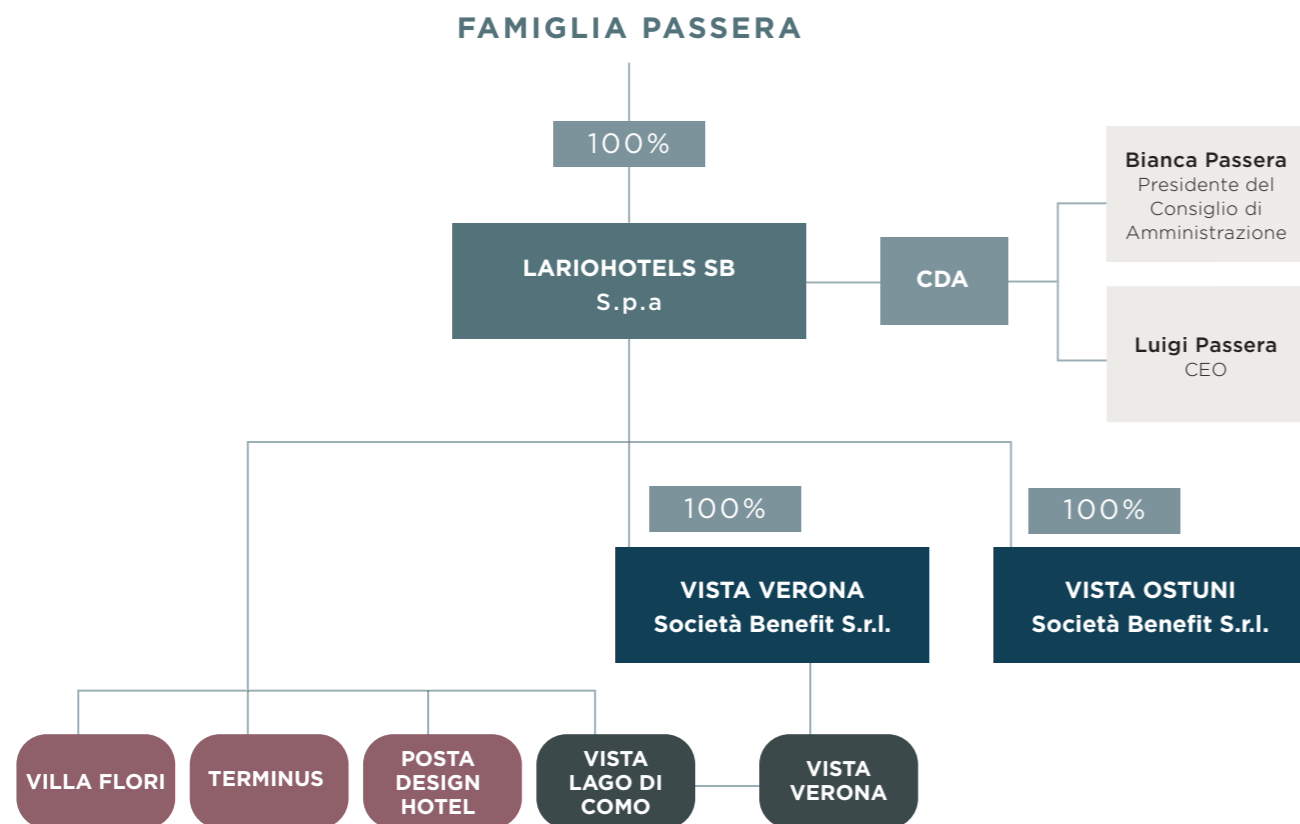 FAMIGLIA PASSERA
100%
LARIOHOTELS SB
S.p.a
CDA
Bianca Passera
Presidente del
Consiglio di
Amministrazione
Luigi Passera
CEO
100%
100%
VISTA VERONA
Società Benefit S.r.l.
VISTA OSTUNI
Società Benefit S.r.l.
VILLA FLORI
TERMINUS
POSTA
DESIGN
HOTEL
VISTA
LAGO DI
COMO
VISTA
VERONA